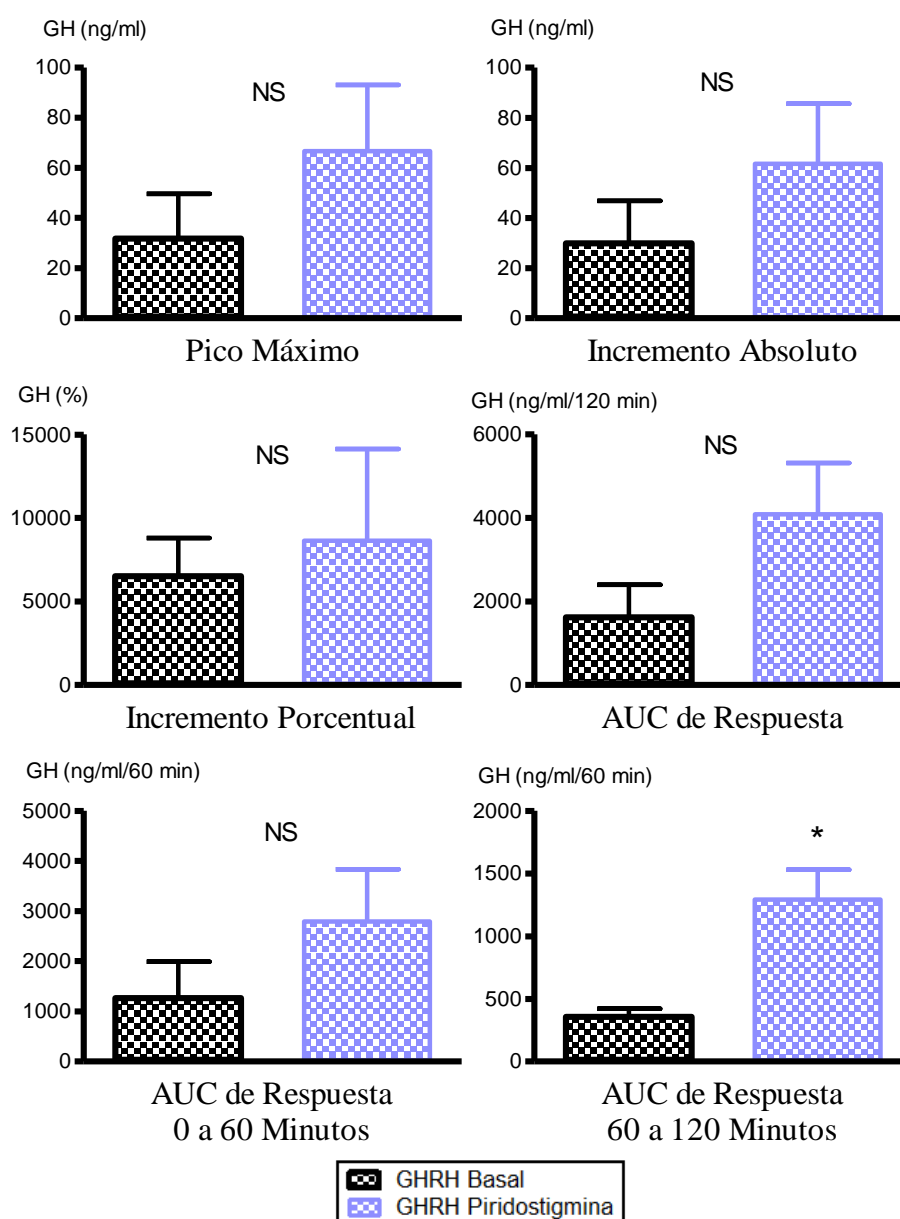 GH (ng/ml)
100
80
60
40
20
0
NS
Pico Máximo
GH (ng/ml)
100
80
60
40
20
0
NS
Incremento Absoluto
GH (%)
15000
10000
5000
0
NS
Incremento Porcentual
GH (ng/ml/120 min)
6000
4000
2000
0
NS
AUC de Respuesta
GH (ng/ml/60 min)
5000
4000
3000
2000
1000
0
NS
AUC de Respuesta
0 a 60 Minutos
GH (ng/ml/60 min)
2000
1500
1000
500
0
*
AUC de Respuesta
60 a 120 Minutos
GHRH Basal
GHRH Piridostigmina